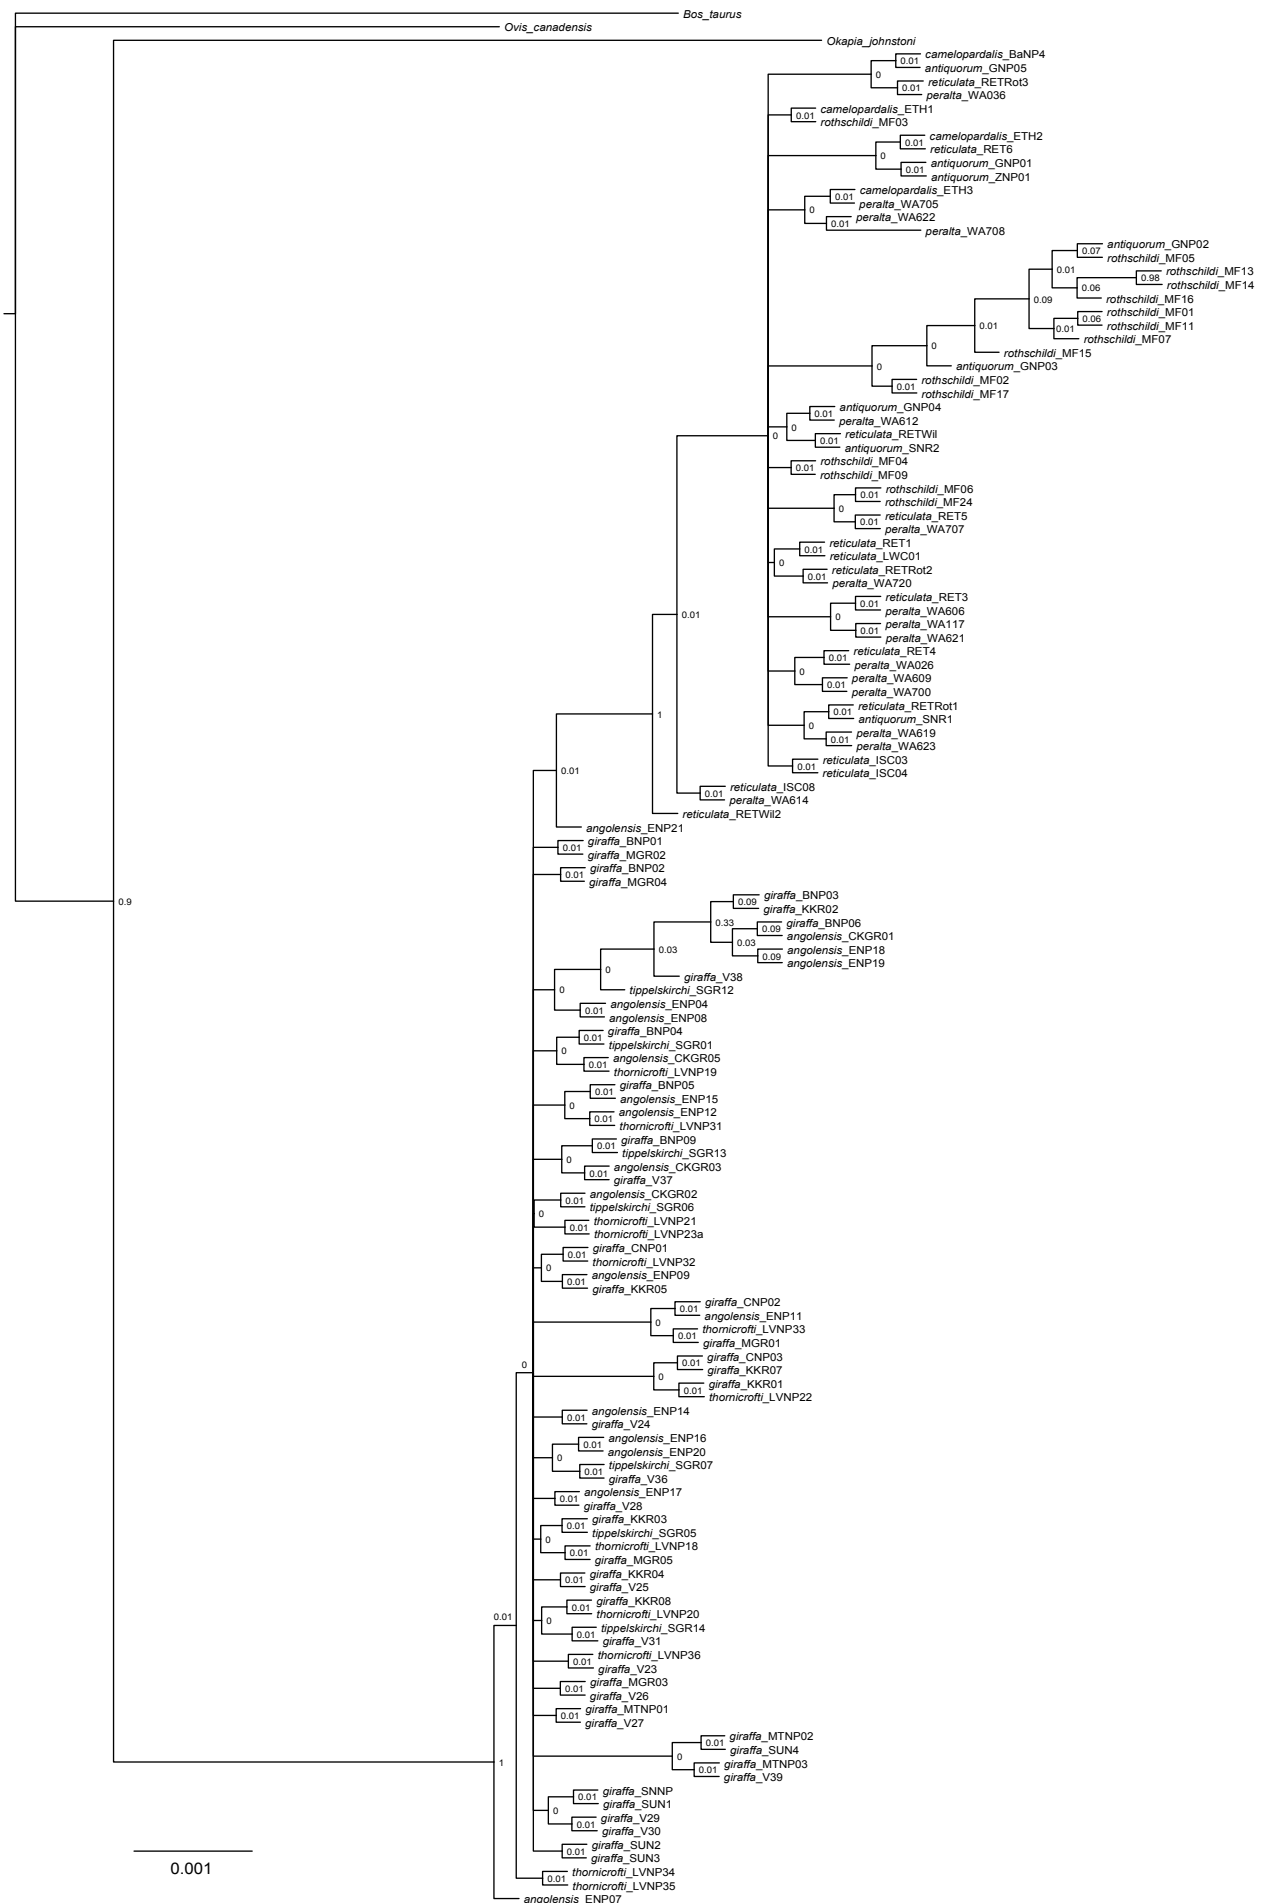 Bos_taurus
Ovis_canadensis
Okapia_johnstoni
camelopardalis_BaNP4
0.01
antiquorum_GNP05
0
reticulata_RETRot3
0.01
peralta_WA036
camelopardalis_ETH1
0.01
rothschildi_MF03
camelopardalis_ETH2
0.01
reticulata_RET6
0
antiquorum_GNP01
0.01
antiquorum_ZNP01
camelopardalis_ETH3
0.01
peralta_WA705
0
peralta_WA622
0.01
peralta_WA708
antiquorum_GNP02
0.07
rothschildi_MF05
0.01
rothschildi_MF13
0.98
rothschildi_MF14
0.06
rothschildi_MF16
0.09
rothschildi_MF01
0.06
rothschildi_MF11
0.01
rothschildi_MF07
0.01
rothschildi_MF15
0
antiquorum_GNP03
0
rothschildi_MF02
0.01
rothschildi_MF17
antiquorum_GNP04
0.01
peralta_WA612
0
0
reticulata_RETWil
0.01
antiquorum_SNR2
rothschildi_MF04
0.01
rothschildi_MF09
rothschildi_MF06
0.01
rothschildi_MF24
0
reticulata_RET5
0.01
peralta_WA707
reticulata_RET1
0.01
reticulata_LWC01
0
reticulata_RETRot2
0.01
peralta_WA720
reticulata_RET3
0.01
peralta_WA606
0.01
0
peralta_WA117
0.01
peralta_WA621
reticulata_RET4
0.01
peralta_WA026
0
peralta_WA609
0.01
peralta_WA700
reticulata_RETRot1
0.01
antiquorum_SNR1
1
0
peralta_WA619
0.01
peralta_WA623
reticulata_ISC03
0.01
reticulata_ISC04
0.01
reticulata_ISC08
0.01
peralta_WA614
reticulata_RETWil2
angolensis_ENP21
giraffa_BNP01
0.01
giraffa_MGR02
giraffa_BNP02
0.01
giraffa_MGR04
0.9
giraffa_BNP03
0.09
giraffa_KKR02
0.33
giraffa_BNP06
0.09
angolensis_CKGR01
0.03
angolensis_ENP18
0.09
angolensis_ENP19
0.03
giraffa_V38
0
tippelskirchi_SGR12
0
angolensis_ENP04
0.01
angolensis_ENP08
giraffa_BNP04
0.01
tippelskirchi_SGR01
0
angolensis_CKGR05
0.01
thornicrofti_LVNP19
giraffa_BNP05
0.01
angolensis_ENP15
0
angolensis_ENP12
0.01
thornicrofti_LVNP31
giraffa_BNP09
0.01
tippelskirchi_SGR13
0
angolensis_CKGR03
0.01
giraffa_V37
angolensis_CKGR02
0.01
tippelskirchi_SGR06
0
thornicrofti_LVNP21
0.01
thornicrofti_LVNP23a
giraffa_CNP01
0.01
thornicrofti_LVNP32
0
angolensis_ENP09
0.01
giraffa_KKR05
giraffa_CNP02
0.01
angolensis_ENP11
0
thornicrofti_LVNP33
0.01
giraffa_MGR01
giraffa_CNP03
0.01
giraffa_KKR07
0
0
giraffa_KKR01
0.01
thornicrofti_LVNP22
angolensis_ENP14
0.01
giraffa_V24
angolensis_ENP16
0.01
angolensis_ENP20
0
tippelskirchi_SGR07
0.01
giraffa_V36
angolensis_ENP17
0.01
giraffa_V28
giraffa_KKR03
0.01
tippelskirchi_SGR05
0
thornicrofti_LVNP18
0.01
giraffa_MGR05
giraffa_KKR04
0.01
giraffa_V25
giraffa_KKR08
0.01
thornicrofti_LVNP20
0.01
0
tippelskirchi_SGR14
0.01
giraffa_V31
thornicrofti_LVNP36
0.01
giraffa_V23
giraffa_MGR03
0.01
giraffa_V26
giraffa_MTNP01
0.01
giraffa_V27
giraffa_MTNP02
0.01
giraffa_SUN4
0
giraffa_MTNP03
0.01
giraffa_V39
1
giraffa_SNNP
0.01
giraffa_SUN1
0
giraffa_V29
0.01
giraffa_V30
giraffa_SUN2
0.01
giraffa_SUN3
0.001
thornicrofti_LVNP34
0.01
thornicrofti_LVNP35
angolensis_ENP07